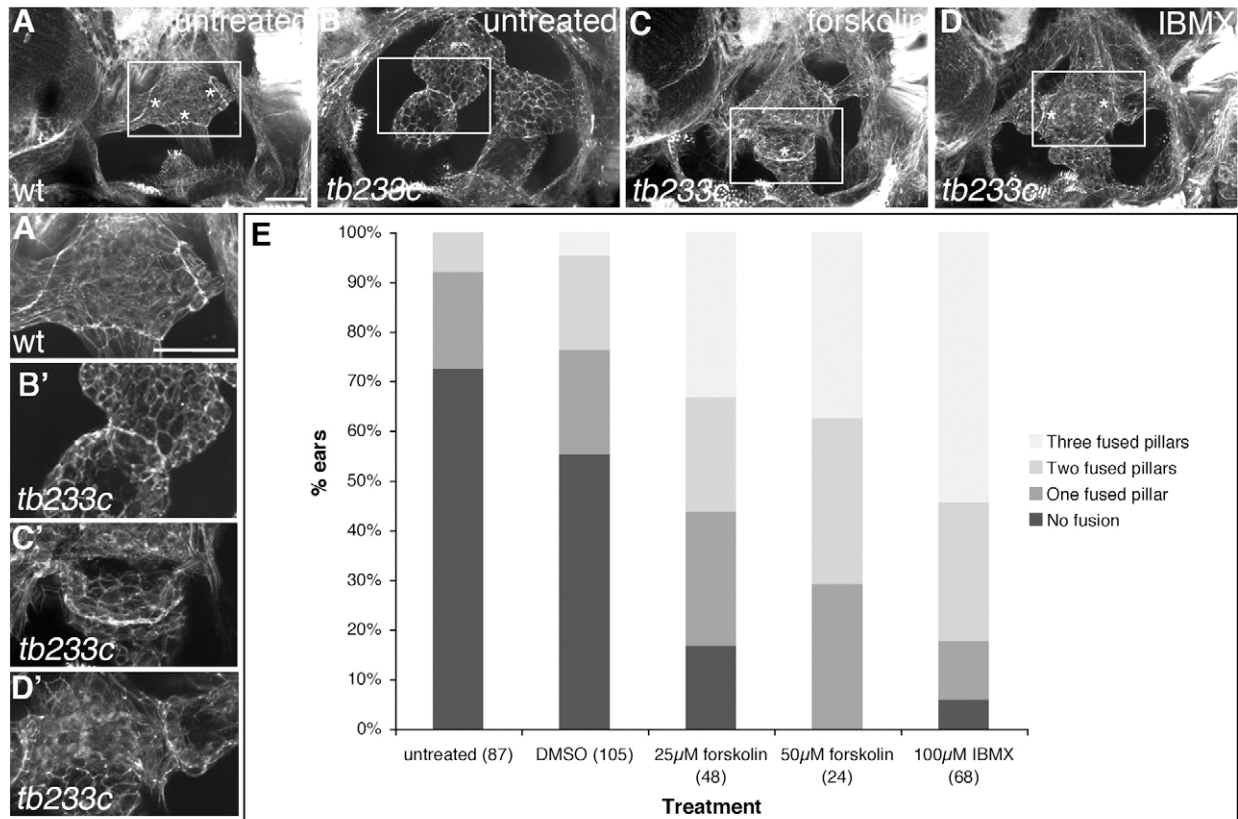 A untreated
wt
B untreated
tb233c
C forskolin
tb233c
D IBMX
tb233c
A'
wt
B'
tb233c
C'
tb233c
D'
tb233c
E
100%
90%
80%
70%
60%
50%
40%
30%
20%
10%
0%
% ears
untreated (87)
DMSO (105)
25µM forskolin
(48)
50µM forskolin
(24)
100µM IBMX
(68)
Treatment
Three fused pillars
Two fused pillars
One fused pillar
No fusion